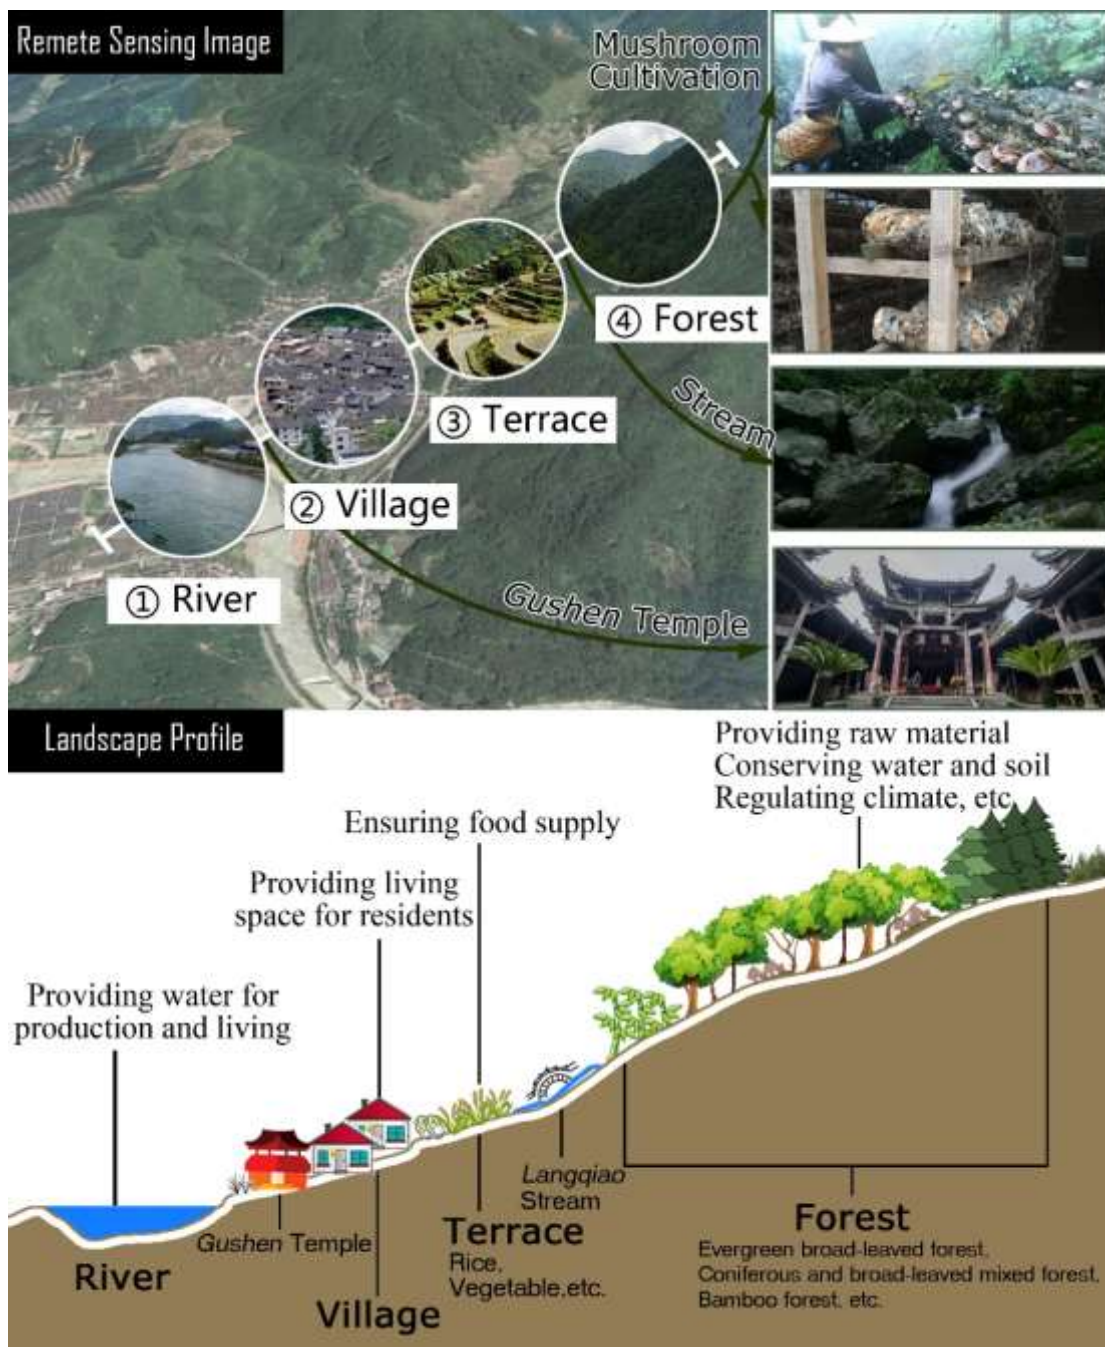 Remete Sensing Image
Mushroom
Cultivation
④ Forest
③ Terrace
Stream
② Village
① River
Gushen Temple
Landscape Profile
Providing raw material
Conserving water and soil
Regulating climate, etc
Ensuring food supply
Providing living
space for residents
Providing water for
production and living
Langqiao
Stream
Gushen Temple
River
Village
Terrace
Rice,
Vegetable,etc.
Forest
Evergreen broad-leaved forest,
Coniferous and broad-leaved mixed forest,
Bamboo forest, etc.